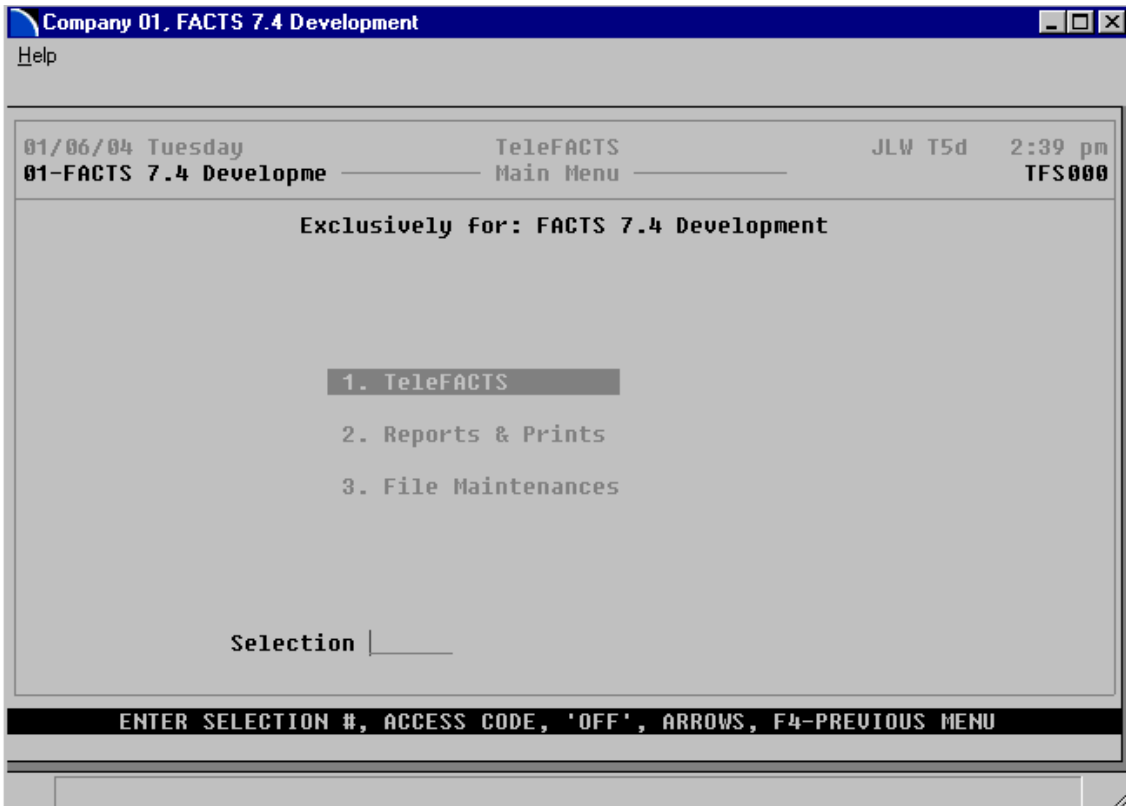 Company 01, FACTS 7.4 Development
Help
01/06/04 Tuesday TeleFACTS JLW T5d 2:39 pm
01-FACTS 7.4 Developme Main Menu TFS000
Exclusively for: FACTS 7.4 Development
1. TeleFACTS
2. Reports & Prints
3. File Maintenances
Selection
ENTER SELECTION #, ACCESS CODE, 'OFF', ARROWS, F4-PREVIOUS MENU